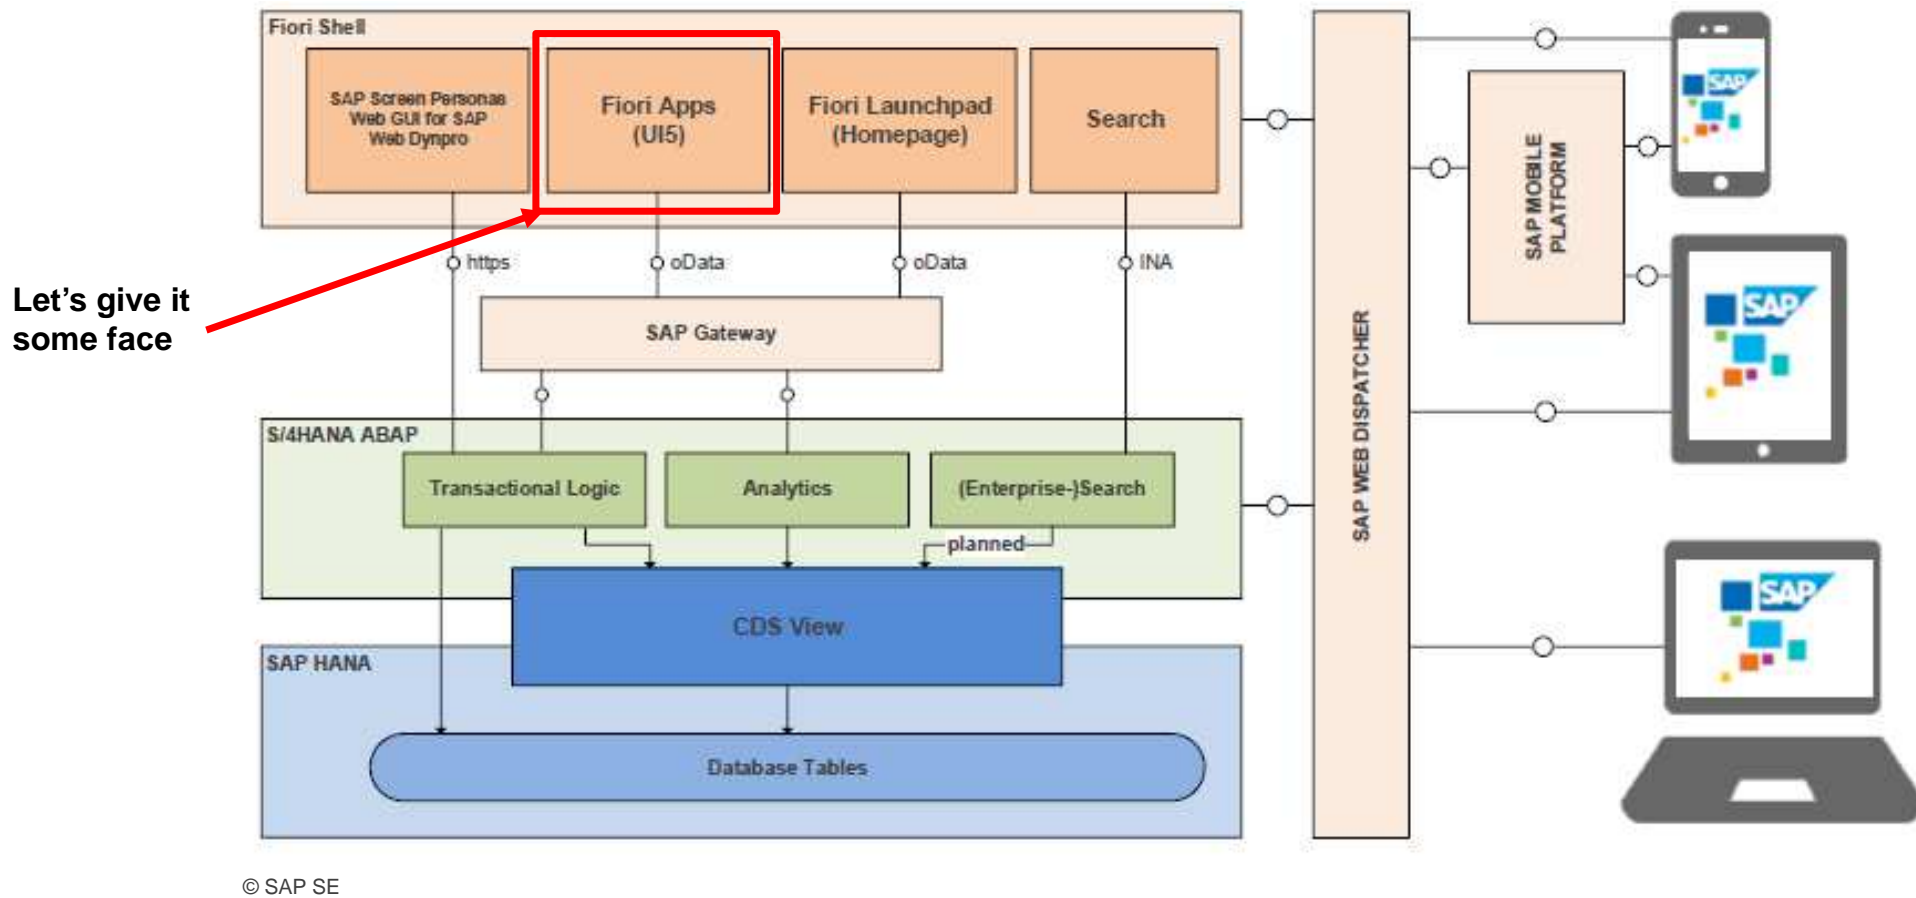 Fiori Shell
SAP Screen Personas
Web GUI for SAP
Web Dynpro
Fiori Apps
(UI5)
Fiori Launchpad
(Homepage)
Search
https
oData
oData
INA
Let’s give it
some face
SAP Gateway
S/4HANA ABAP
Transactional Logic
Analytics
(Enterprise-)Search
planned
CDS View
SAP HANA
Database Tables
SAP WEB DISPATCHER
SAP MOBILE
PLATFORM
SAP
SAP
SAP
© SAP SE